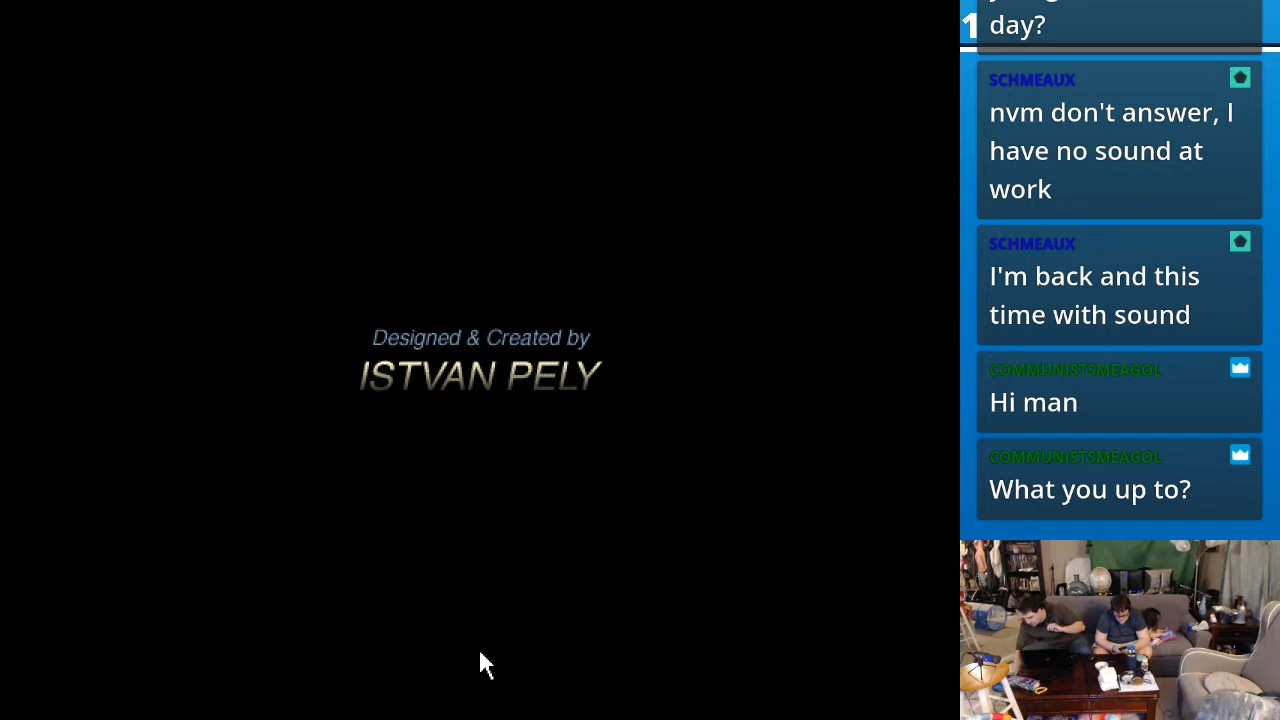 Designed & Created by
ISTVAN PELY
1
day?
SCHMEAUX
nvm don't answer, I
have no sound at
work
SCHMEAUX
I'm back and this
time with sound
COMMUNISTSMEAGOL
Hi man
COMMUNISTSMEAGOL
What you up to?